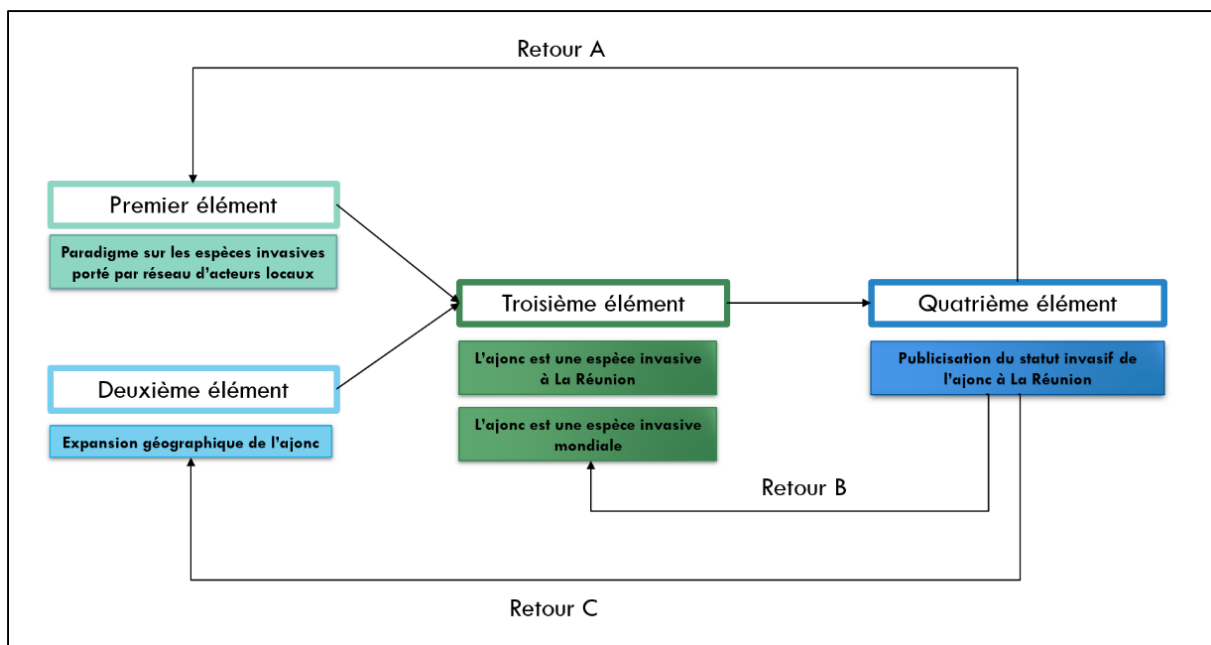 Retour A
Premier élément
Paradigme sur les espèces invasives
porté par réseau d'acteurs locaux
Deuxième élément
Expansion géographique de l'ajonc
Troisième élément
L'ajonc est une espèce invasive
à La Réunion
L'ajonc est une espèce invasive
mondiale
Quatrième élément
Publicisation du statut invasif de
l'ajonc à La Réunion
Retour B
Retour C